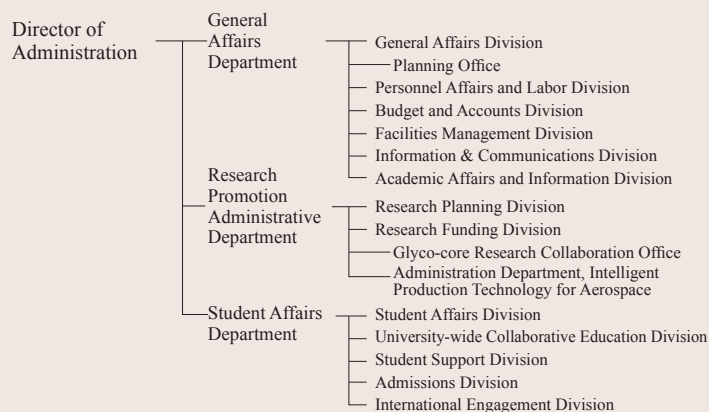 Director of
Administration
General
Affairs
Department
General Affairs Division
Planning Office
Personnel Affairs and Labor Division
Budget and Accounts Division
Facilities Management Division
Information & Communications Division
Academic Affairs and Information Division
Research
Promotion
Administrative
Department
Research Planning Division
Research Funding Division
Glyco-core Research Collaboration Office
Administration Department, Intelligent
Production Technology for Aerospace
Student Affairs
Department
Student Affairs Division
University-wide Collaborative Education Division
Student Support Division
Admissions Division
International Engagement Division